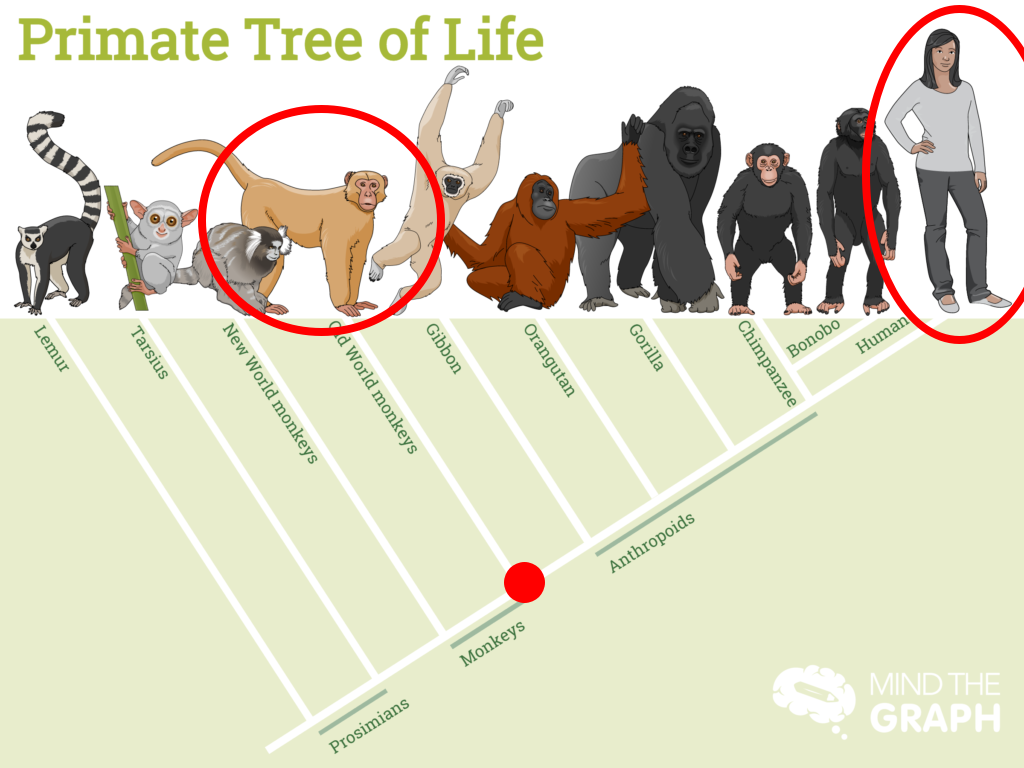 Primate Tree of Life
Lemur
Tarsius
New World monkeys
Old World monkeys
Gibbon
Orangutan
Gorilla
Chimpanzee
Bonobo
Human
Anthropoids
Monkeys
Prosimians
MIND THE
GRAPH